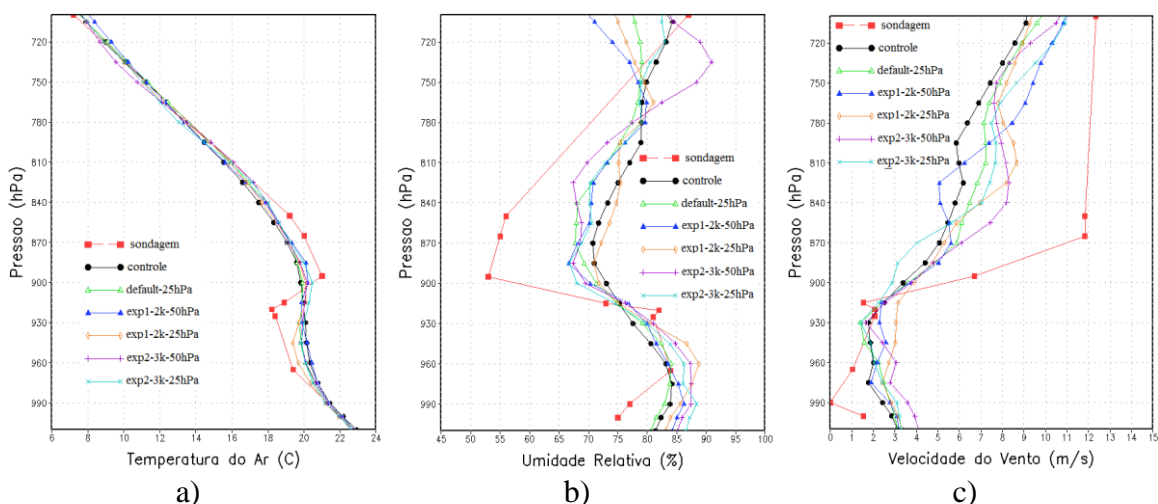 720
750
780
810
840
870
900
930
960
990
Pressao (hPa)
sondagem
controle
default-25hPa
exp1-2k-50hPa
exp1-2k-25hPa
exp2-3k-50hPa
exp2-3k-25hPa
6 8 10 12 14 16 18 20 22 24
Temperatura do Ar (C)
a)
720
750
780
810
840
870
900
930
960
990
Pressao (hPa)
sondagem
controle
default-25hPa
exp1-2k-50hPa
exp1-2k-25hPa
exp2-3k-50hPa
exp2-3k-25hPa
45 50 55 60 65 70 75 80 85 90 95 100
Umidade Relativa (%)
b)
720
750
780
810
840
870
900
930
960
990
Pressao (hPa)
sondagem
controle
default-25hPa
exp1-2k-50hPa
exp1-2k-25hPa
exp2-3k-50hPa
exp2-3k-25hPa
0 1 2 3 4 5 6 7 8 9 10 11 12 13 14 15
Velocidade do Vento (m/s)
c)